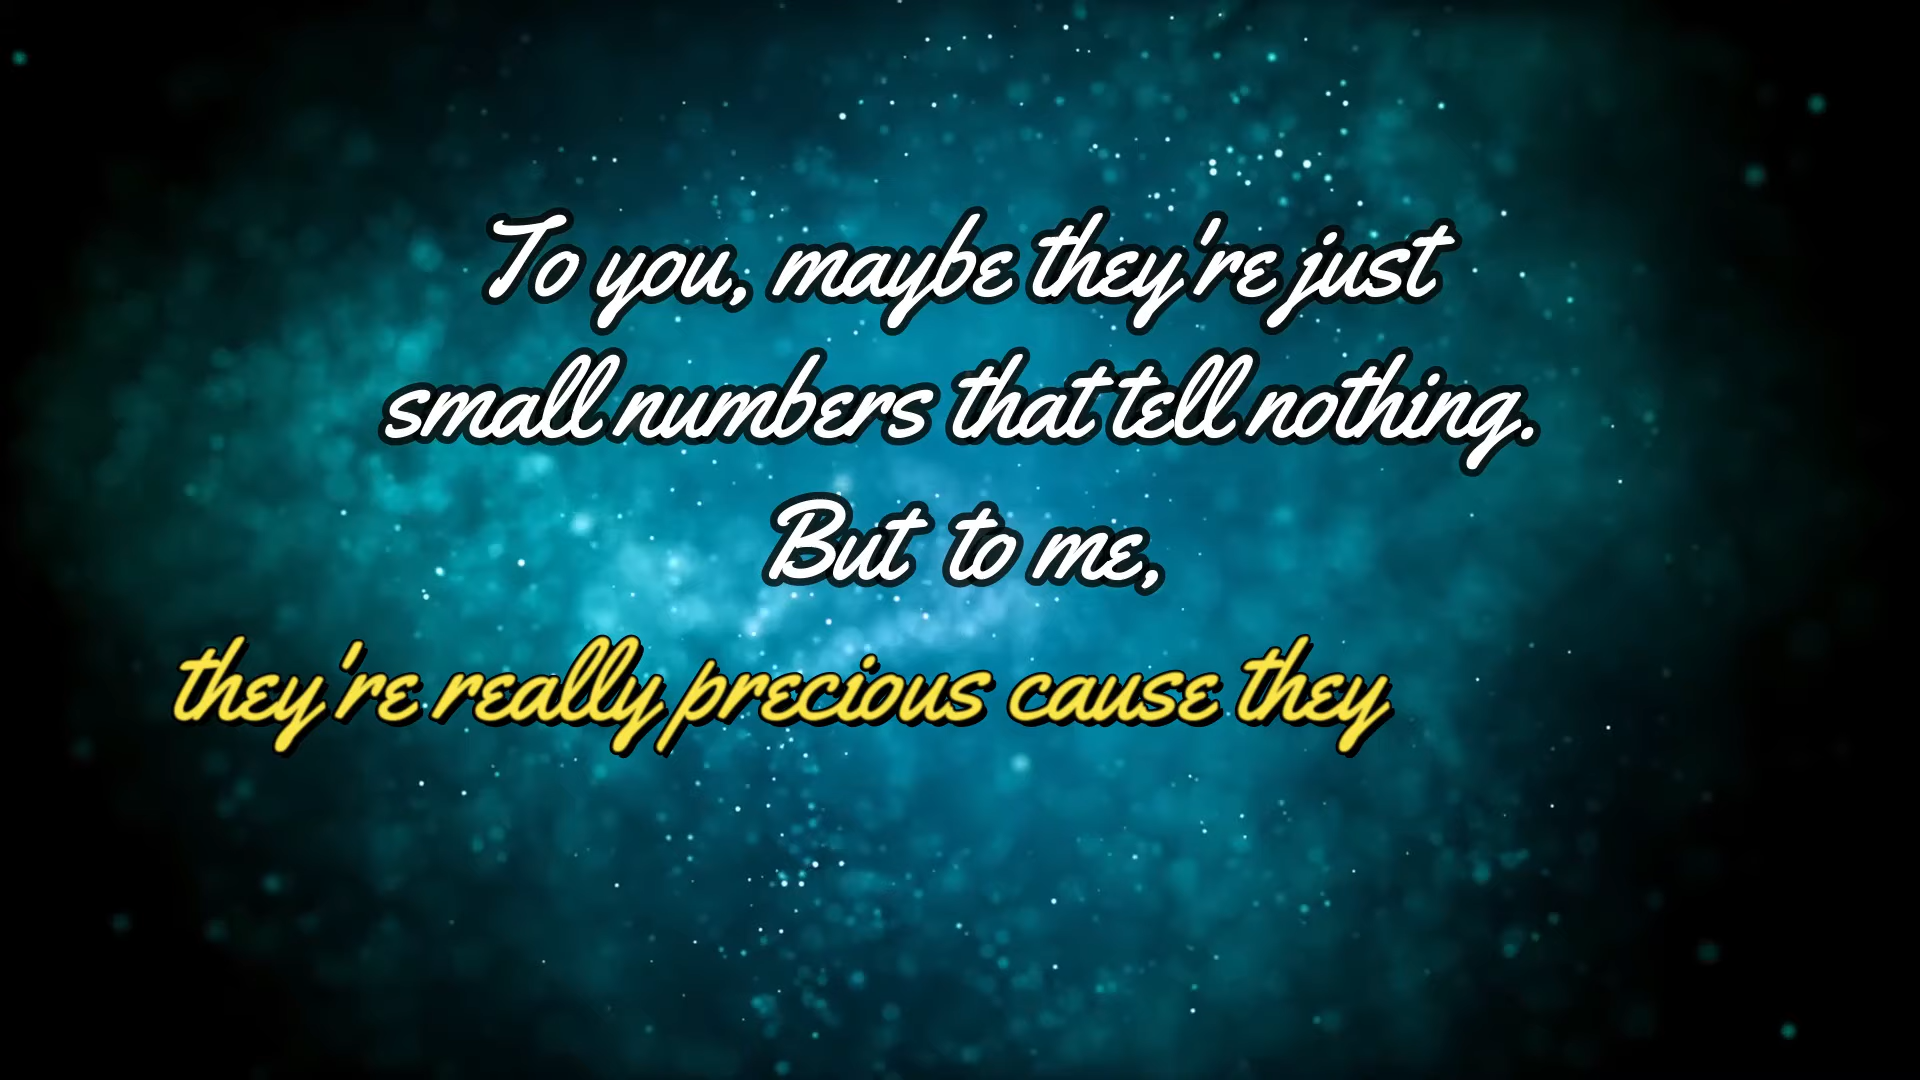 To you, maybe they're just
small numbers that tell nothing.
But to me,
they're really precious cause they